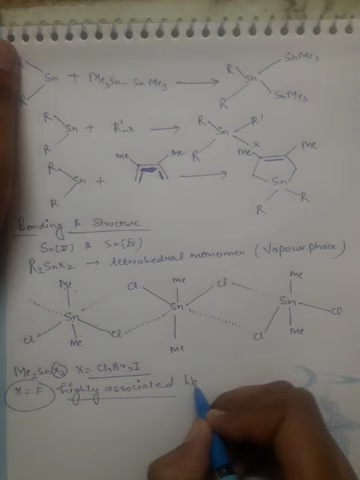 R Sn R + Me3Sn-SnMe3 → R Sn R SnMe3 SnMe3
R Sn R + R'-x → R Sn R R' x
R Sn R + Me Me → Me Me Sn R R
Bonding & Structure
Sn(II) & Sn(IV)
R2SnX2 → tetrahedral monomer (Vapour phase)
Me Cl Me Cl Me
Sn Sn Sn
Cl Me Cl Me Cl Me Cl
Me2SnX2 X = Cl, Br, I
X = F highly associated